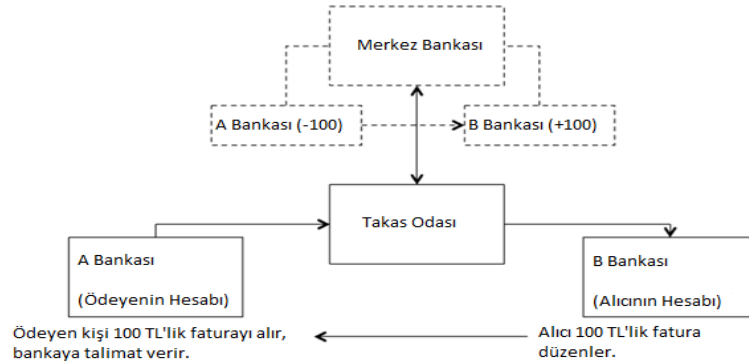 Merkez Bankası
A Bankası (-100)
B Bankası (+100)
Takas Odası
A Bankası
(Ödeyenin Hesabı)
B Bankası
(Alıcının Hesabı)
Ödeyen kişi 100 TL'lik faturayı alır,
bankaya talimat verir.
Alıcı 100 TL'lik fatura
düzenler.